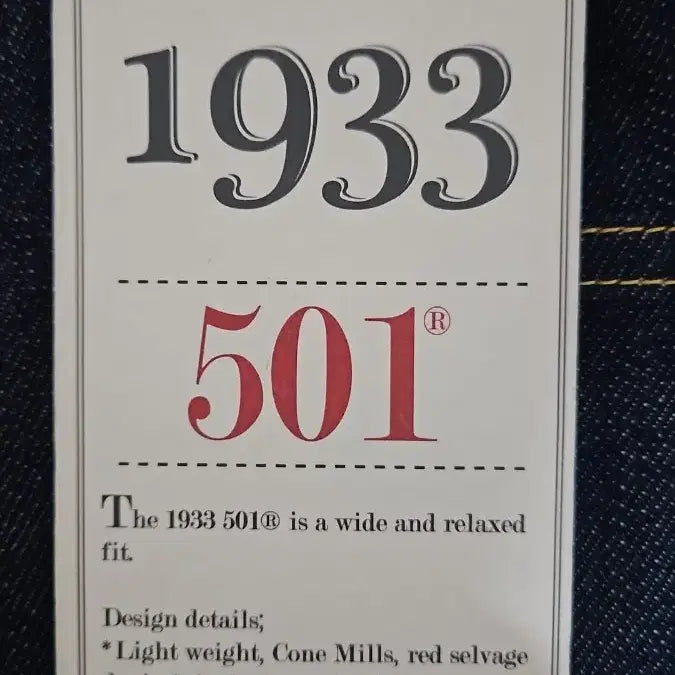 1933
501®
The 1933 501® is a wide and relaxed
fit.
Design details;
*Light weight, Cone Mills, red selvage